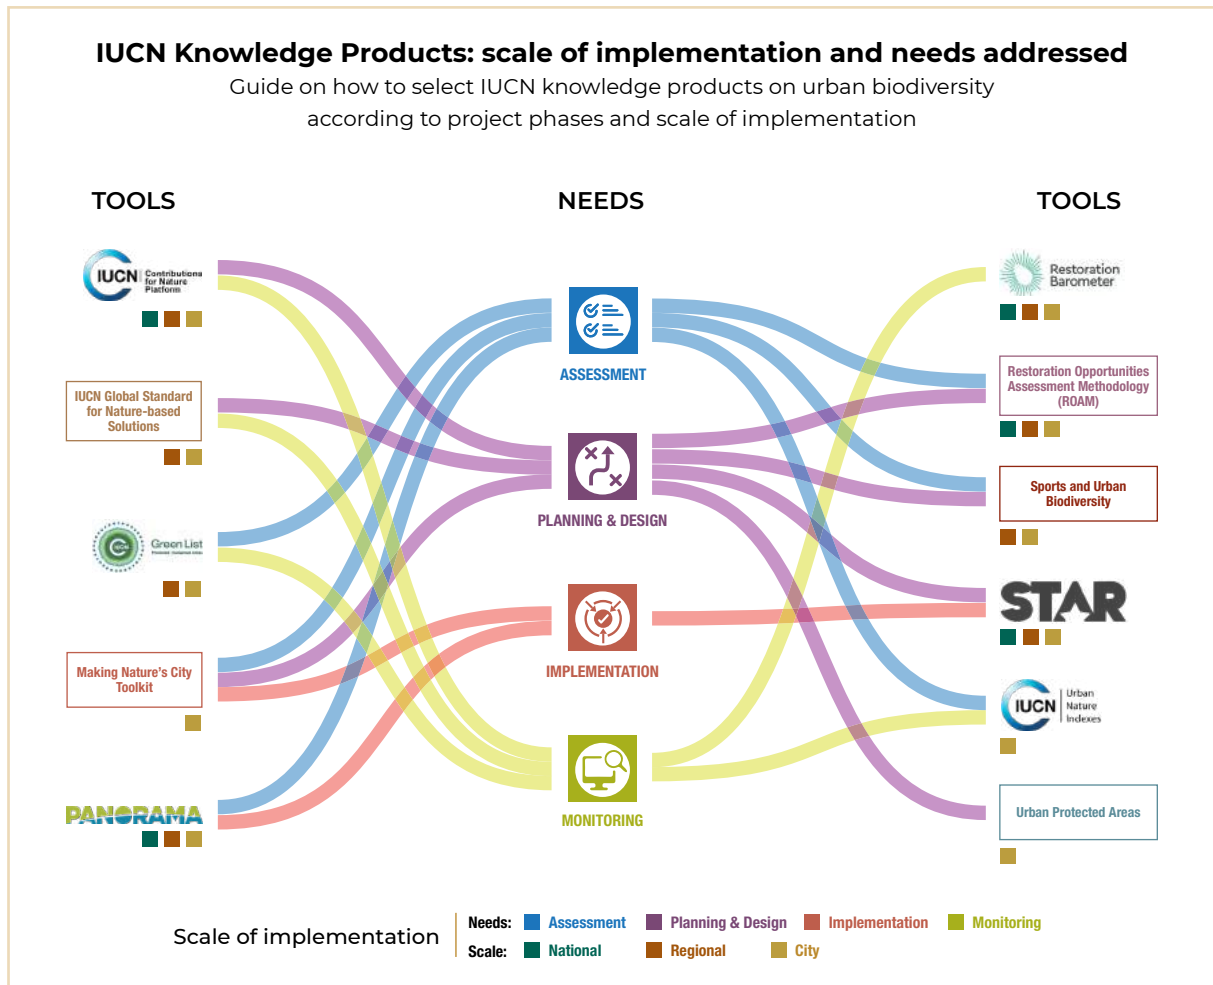 IUCN Knowledge Products: scale of implementation and needs addressed
Guide on how to select IUCN knowledge products on urban biodiversity
according to project phases and scale of implementation
TOOLS
NEEDS
TOOLS
IUCN
Contributions
for Nature
Platform
IUCN Global Standard
for Nature-based
Solutions
IUCN
Green List
Making Nature's City
Toolkit
PANORAMA
ASSESSMENT
PLANNING & DESIGN
IMPLEMENTATION
MONITORING
Restoration
Barometer
Restoration Opportunities
Assessment Methodology
(ROAM)
Sports and Urban
Biodiversity
STAR
IUCN
Urban
Nature
Indexes
Urban Protected Areas
Scale of implementation
Needs: Assessment Planning & Design Implementation Monitoring
Scale: National Regional City